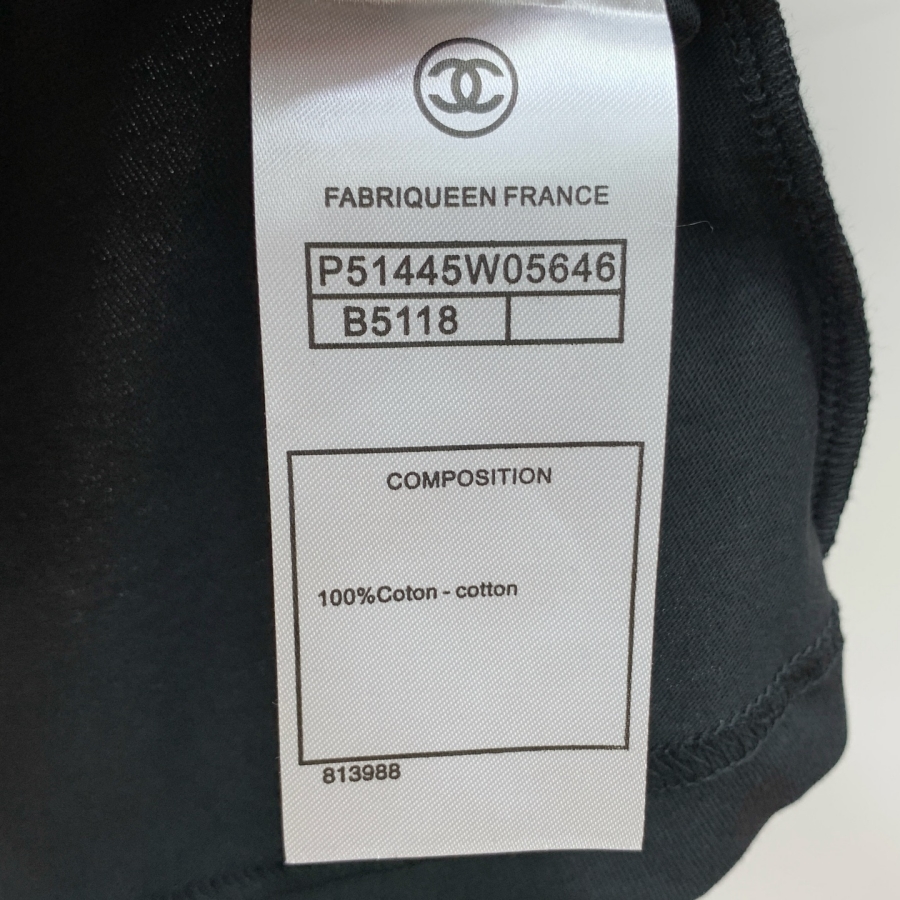 FABRIQUEEN FRANCE
P51445W05646
B5118
COMPOSITION
100%Coton - cotton
813988